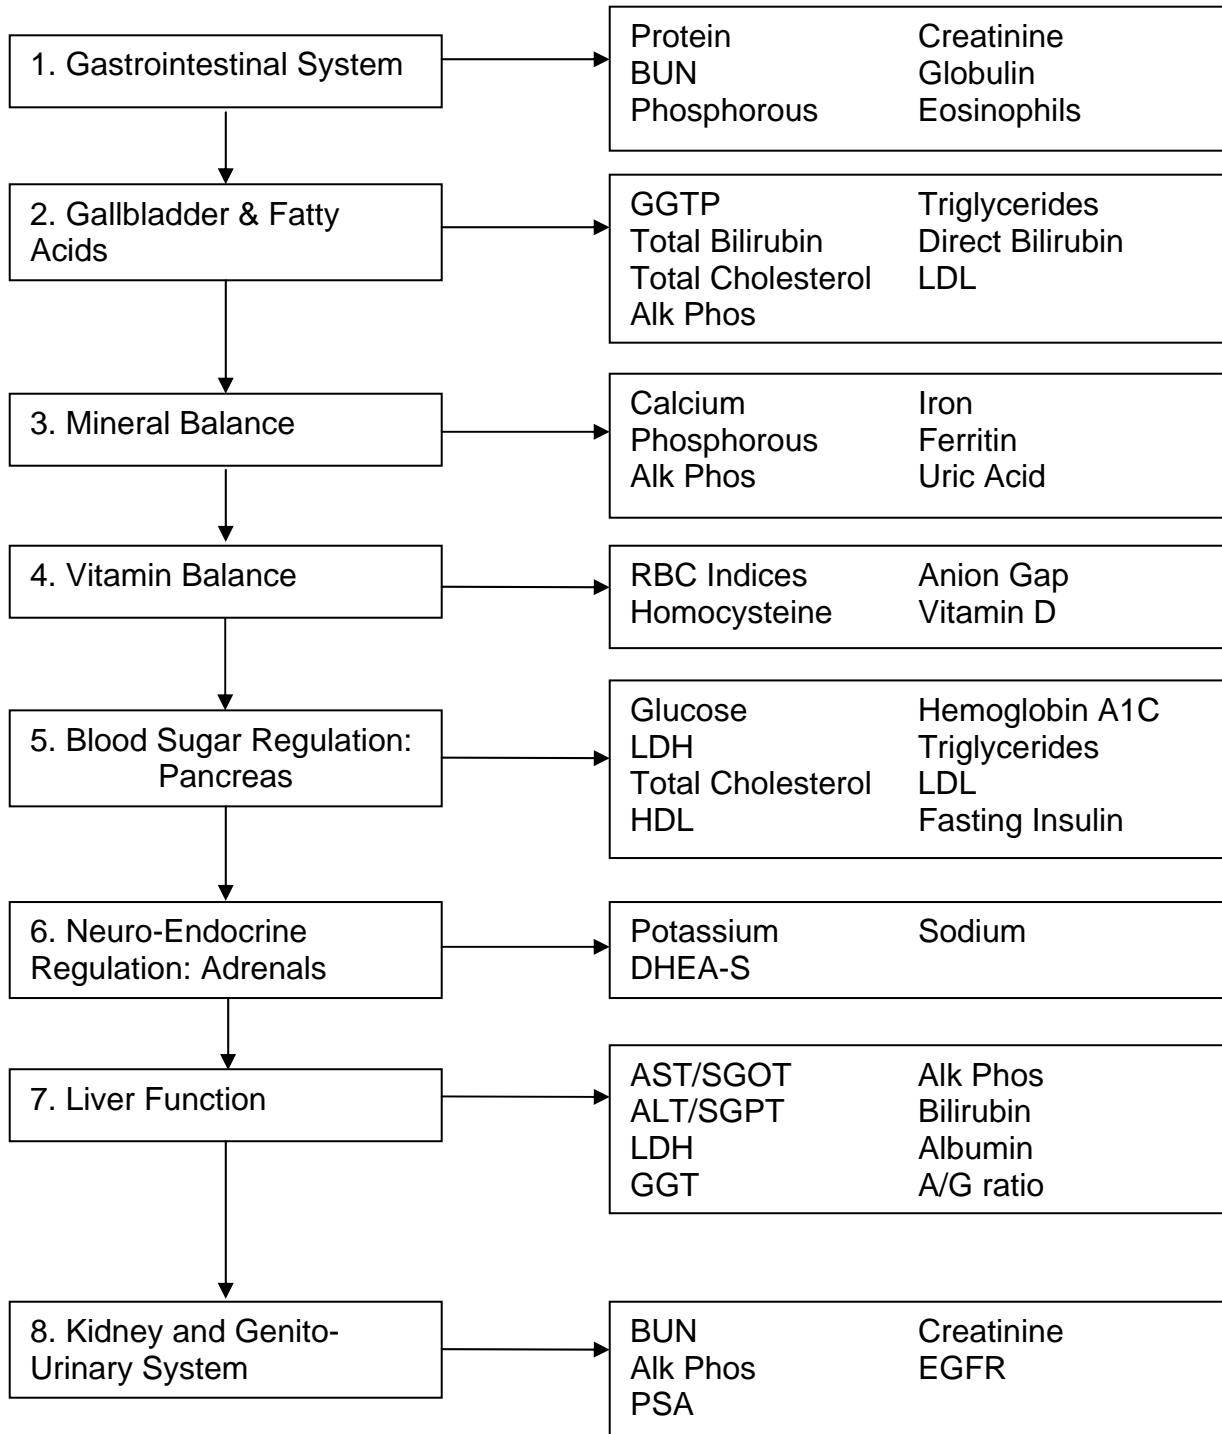 1. Gastrointestinal System
Protein Creatinine
BUN Globulin
Phosphorous Eosinophils
2. Gallbladder & Fatty
Acids
GGTP Triglycerides
Total Bilirubin Direct Bilirubin
Total Cholesterol LDL
Alk Phos
3. Mineral Balance
Calcium Iron
Phosphorous Ferritin
Alk Phos Uric Acid
4. Vitamin Balance
RBC Indices Anion Gap
Homocysteine Vitamin D
5. Blood Sugar Regulation:
Pancreas
Glucose Hemoglobin A1C
LDH Triglycerides
Total Cholesterol LDL
HDL Fasting Insulin
6. Neuro-Endocrine
Regulation: Adrenals
Potassium Sodium
DHEA-S
7. Liver Function
AST/SGOT Alk Phos
ALT/SGPT Bilirubin
LDH Albumin
GGT A/G ratio
8. Kidney and Genito-
Urinary System
BUN Creatinine
Alk Phos EGFR
PSA